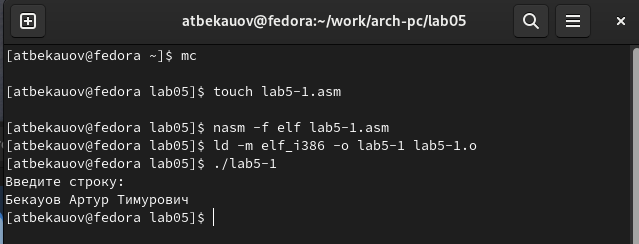 atbekauov@fedora:~/work/arch-pc/lab05
[atbekauov@fedora ~]$ mc
[atbekauov@fedora lab05]$ touch lab5-1.asm
[atbekauov@fedora lab05]$ nasm -f elf lab5-1.asm
[atbekauov@fedora lab05]$ ld -m elf_i386 -o lab5-1 lab5-1.o
[atbekauov@fedora lab05]$ ./lab5-1
Введите строку:
Бекауов Артур Тимурович
[atbekauov@fedora lab05]$